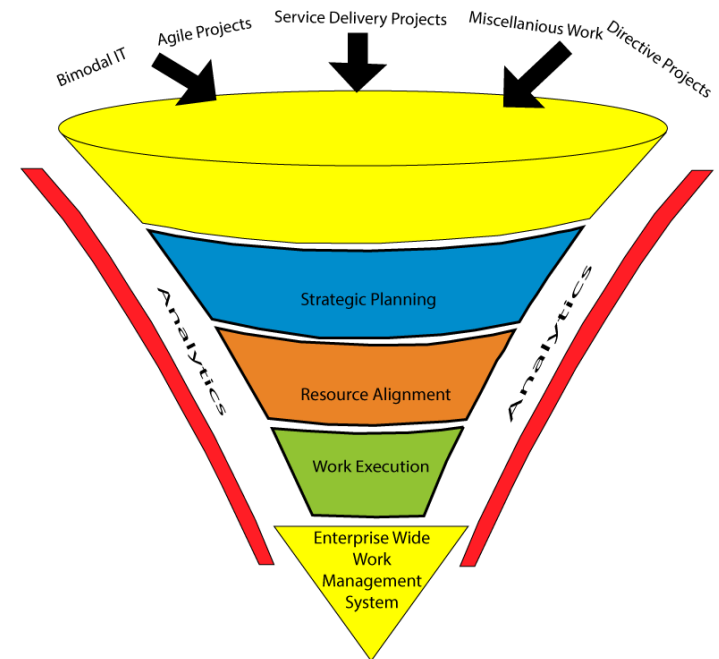 Bimodal IT
Agile Projects
Service Delivery Projects
Miscellanious Work
Directive Projects
Strategic Planning
Analytics
Analytics
Resource Alignment
Work Execution
Enterprise Wide
Work
Management
System